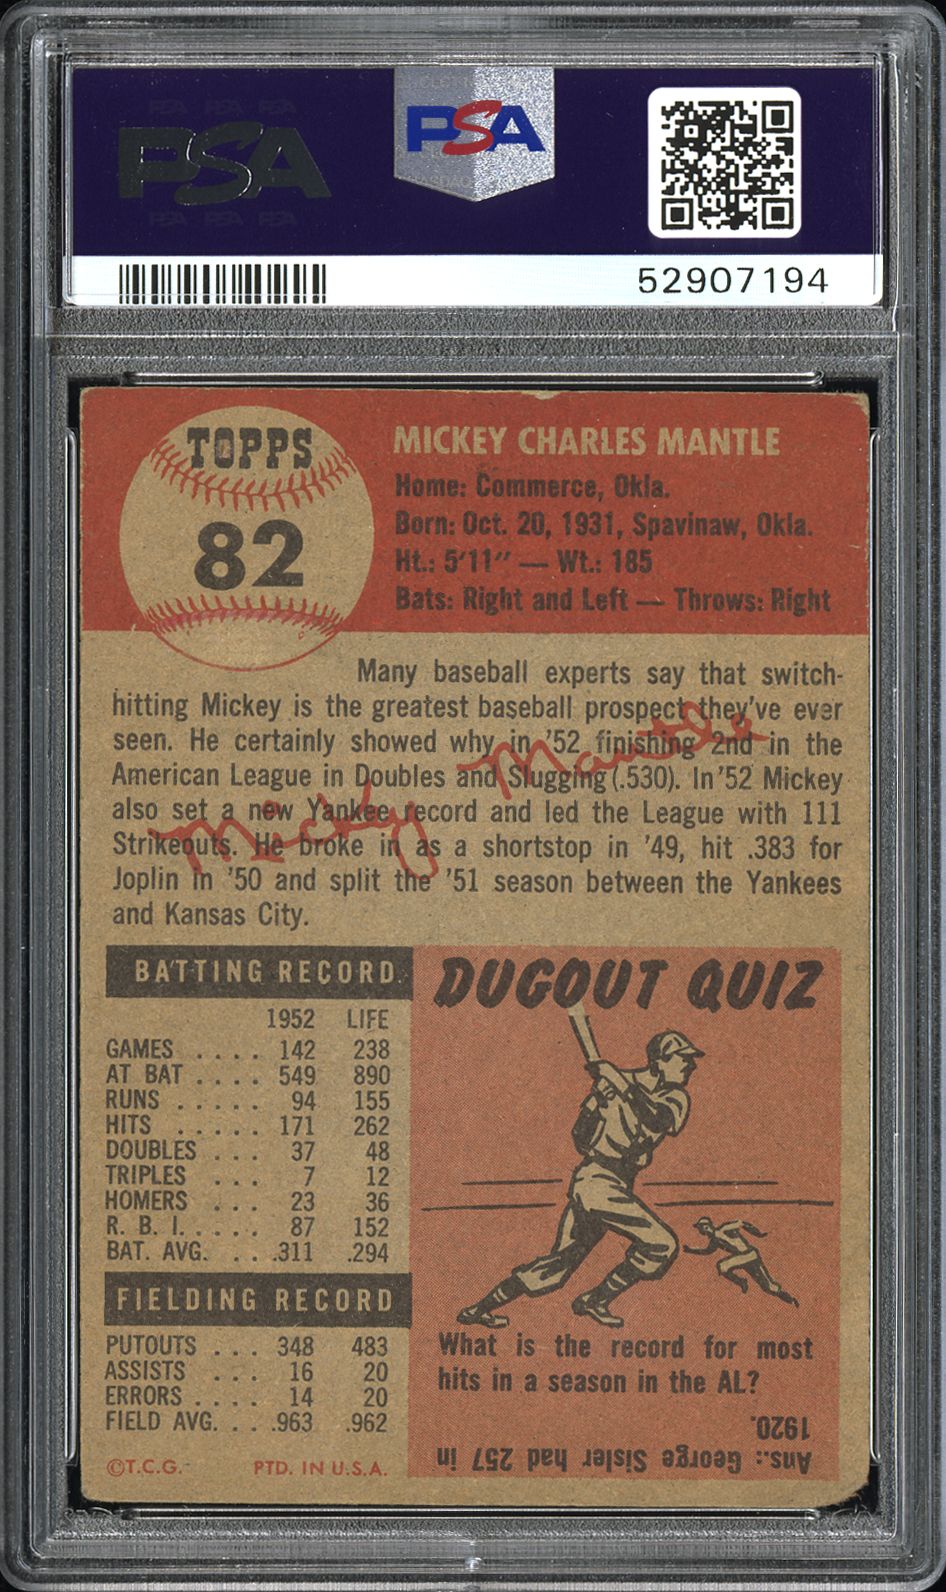 PSA
PSA
52907194
TOPPS
82
MICKEY CHARLES MANTLE
Home: Commerce, Okla.
Born: Oct. 20, 1931, Spavinaw, Okla.
Ht.: 5'11" — Wt.: 185
Bats: Right and Left — Throws: Right
Many baseball experts say that switch-
hitting Mickey is the greatest baseball prospect they've ever
seen. He certainly showed why in '52 finishing 2nd in the
American League in Doubles and Slugging (.530). In '52 Mickey
also set a new Yankee record and led the League with 111
Strikeouts. He broke in as a shortstop in '49, hit .383 for
Joplin in '50 and split the '51 season between the Yankees
and Kansas City.
Mickey Mantle
BATTING RECORD
1952 LIFE
GAMES .... 142 238
AT BAT .... 549 890
RUNS ..... 94 155
HITS ..... 171 262
DOUBLES ... 37 48
TRIPLES ... 7 12
HOMERS ... 23 36
R. B. I. .... 87 152
BAT. AVG. ... .311 .294
FIELDING RECORD
PUTOUTS ... 348 483
ASSISTS ... 16 20
ERRORS .... 14 20
FIELD AVG. ... .963 .962
©T.C.G. PTD. IN U.S.A.
DUGOUT QUIZ
What is the record for most
hits in a season in the AL?
Ans.: George Sisler had 257 in
1920.